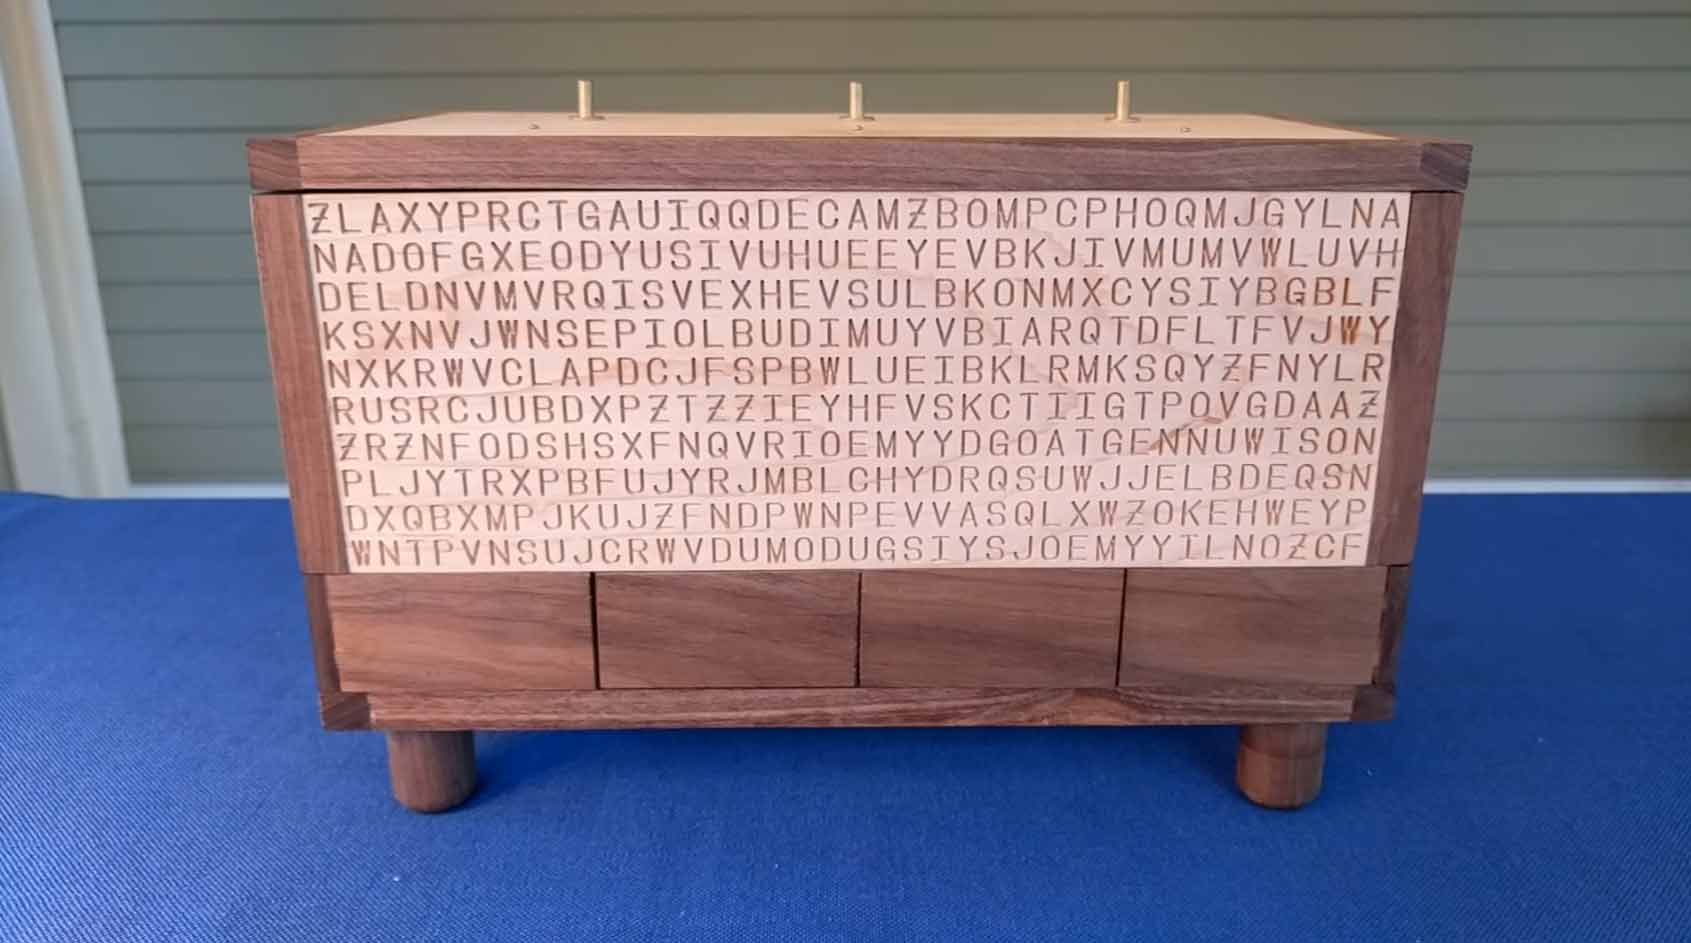 ZLAXYPRCTGAUIQQDECAMZBOMPCPHOQMJGYLNA
NADOFGXEODYUSIVUHUEEYEVBKJIVMUMVWLUVH
DELDNVMVRQISVEXHEVSULBKONMXCYSIYBGBLF
KSXNVJWNSEPIOLBUDIMUYVBIARQTDFLTFVJWY
NXKRWVCLAPDCJFSPBWLUEIBKLRMKSQYZFNYLR
RUSRCJUBDXPZTZZIEYHFVSKCTIIGTPOVGDAAZ
ZRZNFODSHSXFNQVRIOEMYYDGOATGENNUWISON
PLJYTRXPBFUJYRJMBLCHYDRQSUWJJELBDEQSN
DXQBXMPJKUJZFNDPWNPEVVASQLXWZOKEHWEYP
WNTPVNSUJCRWVDUMODUGSIYSJOEMYYILNOZCF